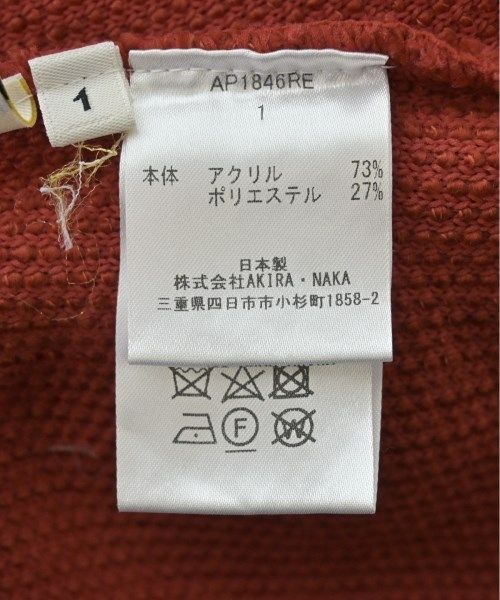 1
AP1846RE
1
本体 アクリル 73%
ポリエステル 27%
日本製
株式会社AKIRA・NAKA
三重県四日市市小杉町1858-2
F
W